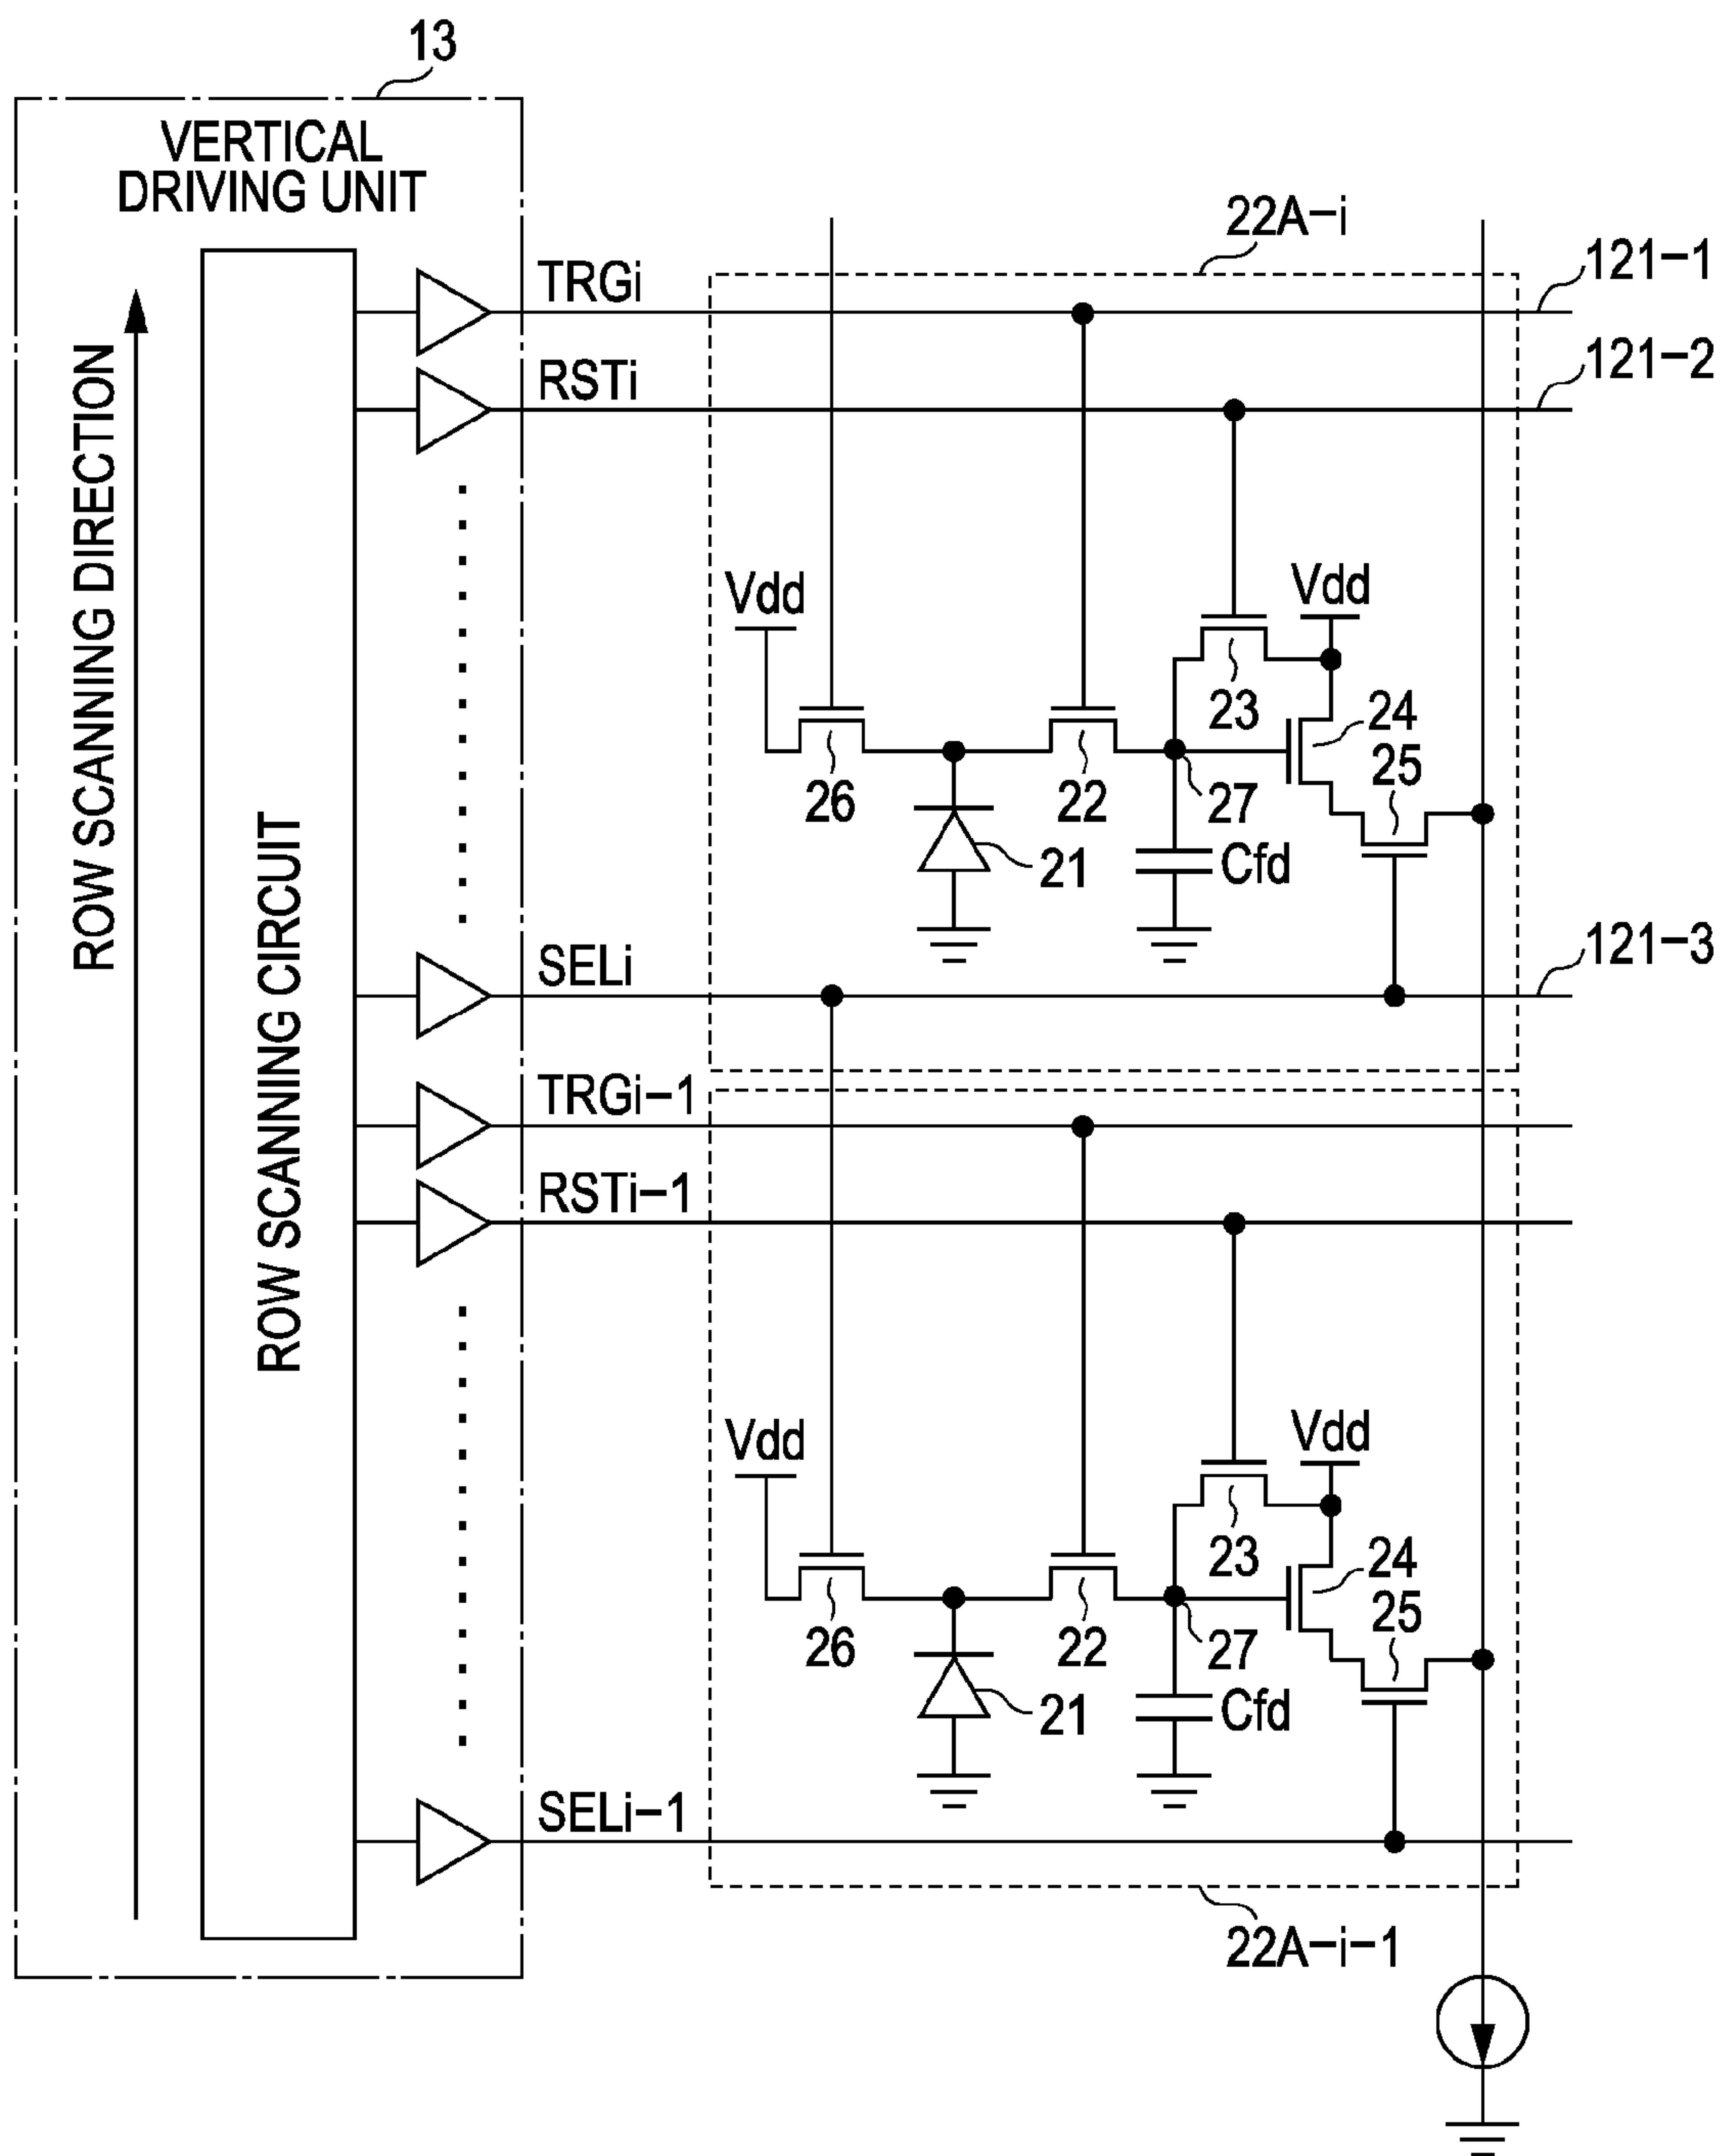 13
VERTICAL
DRIVING UNIT
ROW SCANNING DIRECTION
ROW SCANNING CIRCUIT
22A-i
TRGi
121-1
RSTi
121-2
Vdd
Vdd
23
24
25
26
22
27
21
Cfd
SELi
121-3
TRGi-1
RSTi-1
Vdd
Vdd
23
24
25
26
22
27
21
Cfd
SELi-1
22A-i-1